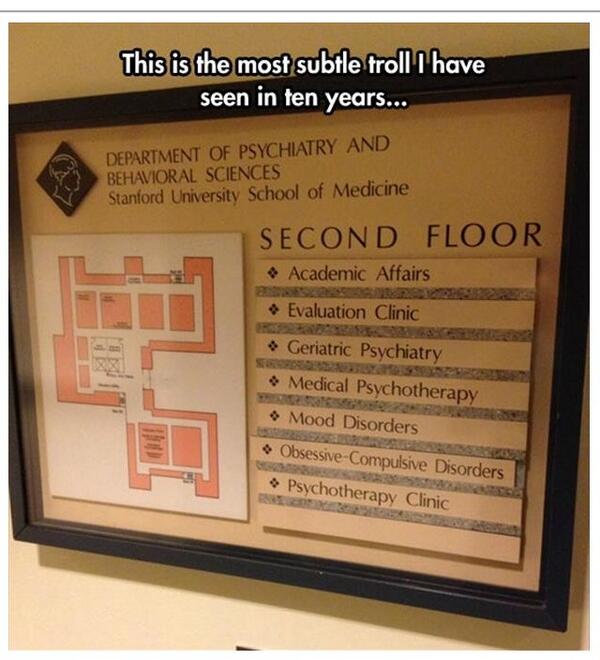 This is the most subtle troll I have
seen in ten years...
DEPARTMENT OF PSYCHIATRY AND
BEHAVIORAL SCIENCES
Stanford University School of Medicine
SECOND FLOOR
❖ Academic Affairs
❖ Evaluation Clinic
❖ Geriatric Psychiatry
❖ Medical Psychotherapy
❖ Mood Disorders
❖ Obsessive-Compulsive Disorders
❖ Psychotherapy Clinic